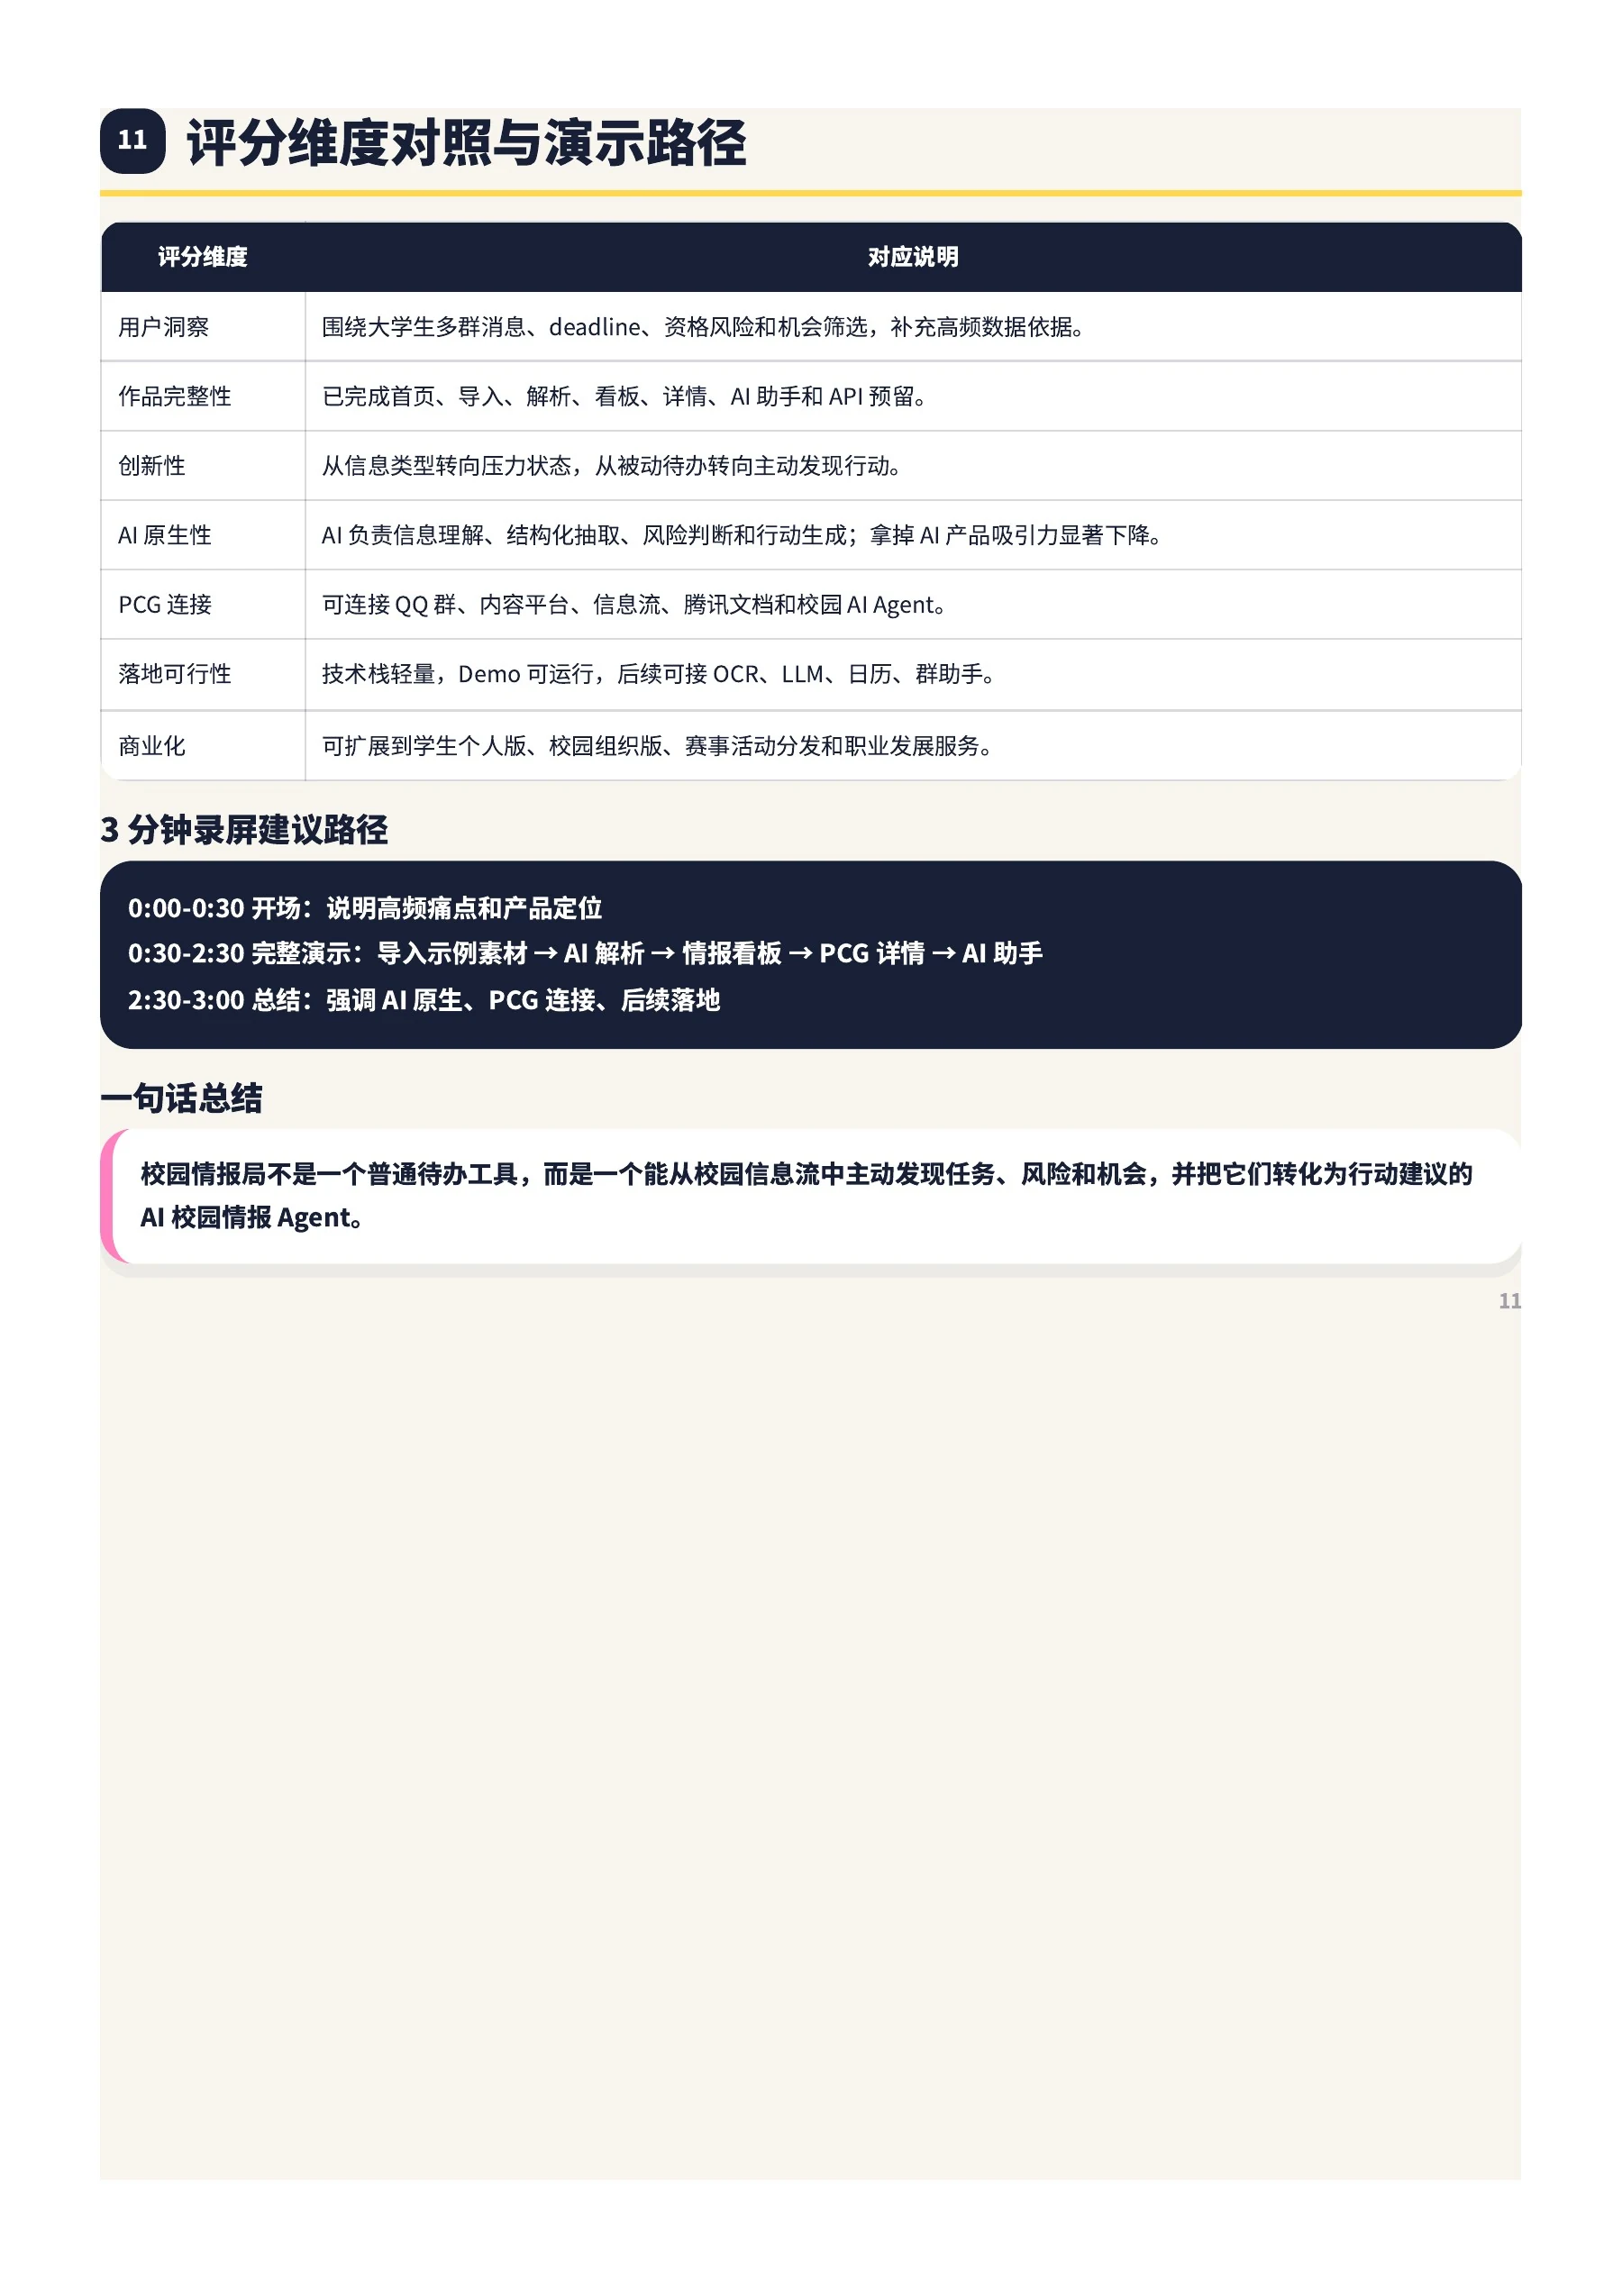 11 评分维度对照与演示路径
评分维度 对应说明
用户洞察 围绕大学生多群消息、deadline、资格风险和机会筛选，补充高频数据依据。
作品完整性 已完成首页、导入、解析、看板、详情、AI 助手和 API 预留。
创新性 从信息类型转向压力状态，从被动待办转向主动发现行动。
AI 原生性 AI 负责信息理解、结构化抽取、风险判断和行动生成；拿掉 AI 产品吸引力显著下降。
PCG 连接 可连接 QQ 群、内容平台、信息流、腾讯文档和校园 AI Agent。
落地可行性 技术栈轻量，Demo 可运行，后续可接 OCR、LLM、日历、群助手。
商业化 可扩展到学生个人版、校园组织版、赛事活动分发和职业发展服务。
3 分钟录屏建议路径
0:00-0:30 开场：说明高频痛点和产品定位
0:30-2:30 完整演示：导入示例素材 → AI 解析 → 情报看板 → PCG 详情 → AI 助手
2:30-3:00 总结：强调 AI 原生、PCG 连接、后续落地
一句话总结
校园情报局不是一个普通待办工具，而是一个能从校园信息流中主动发现任务、风险和机会，并把它们转化为行动建议的
AI 校园情报 Agent。
11